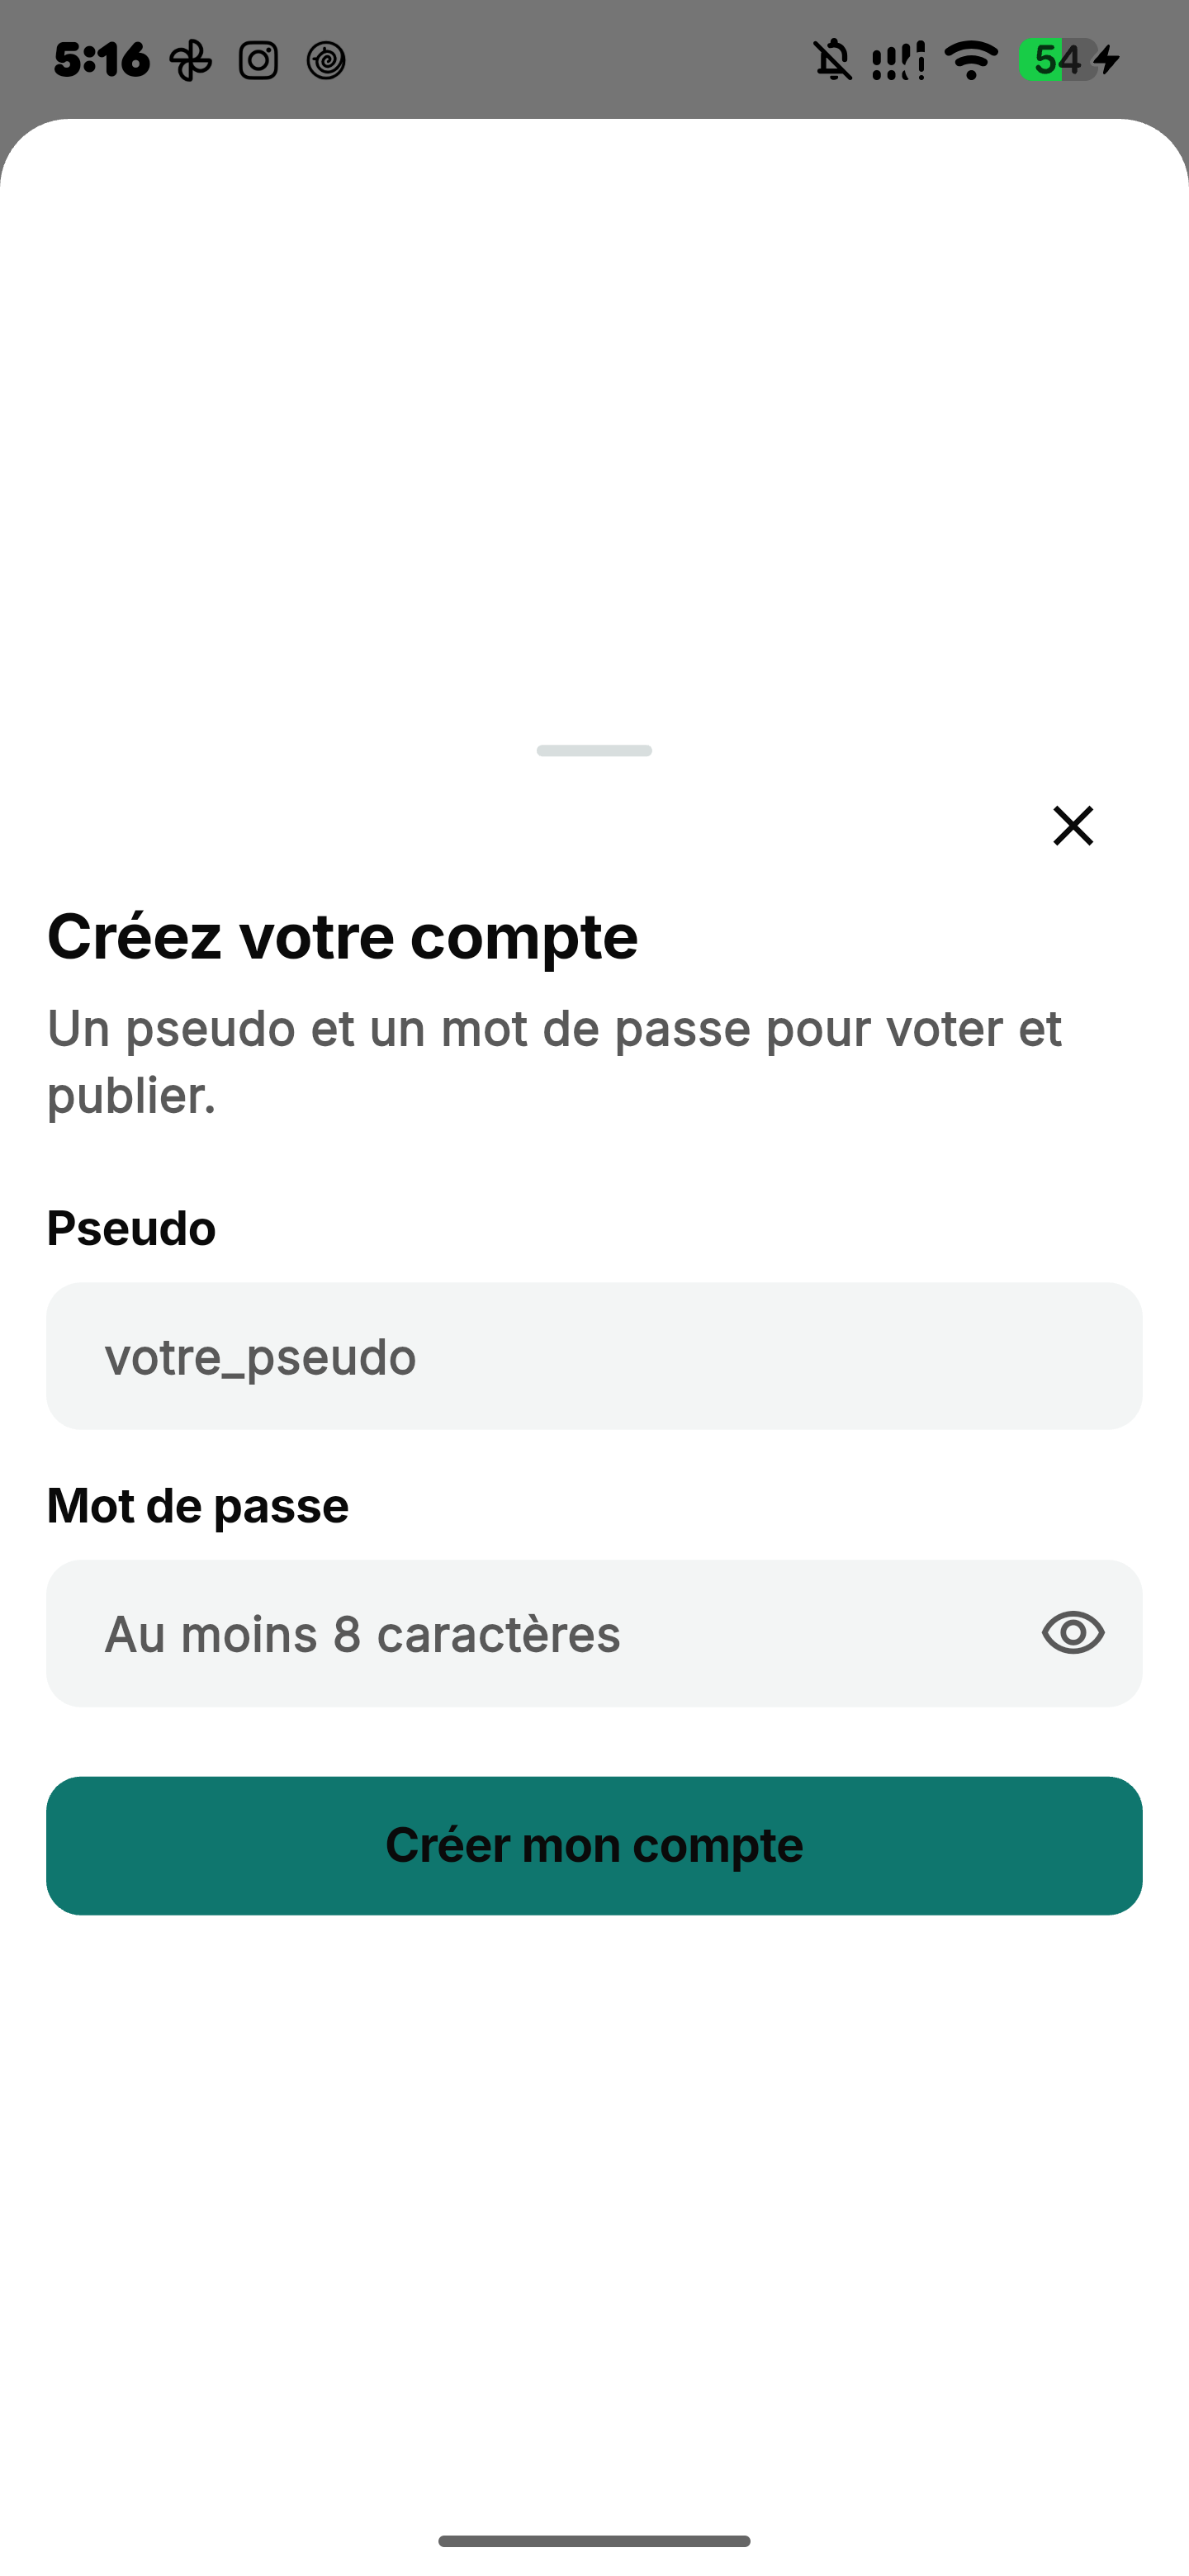 5:16
54
Créez votre compte
Un pseudo et un mot de passe pour voter et
publier.
Pseudo
votre_pseudo
Mot de passe
Au moins 8 caractères
Créer mon compte